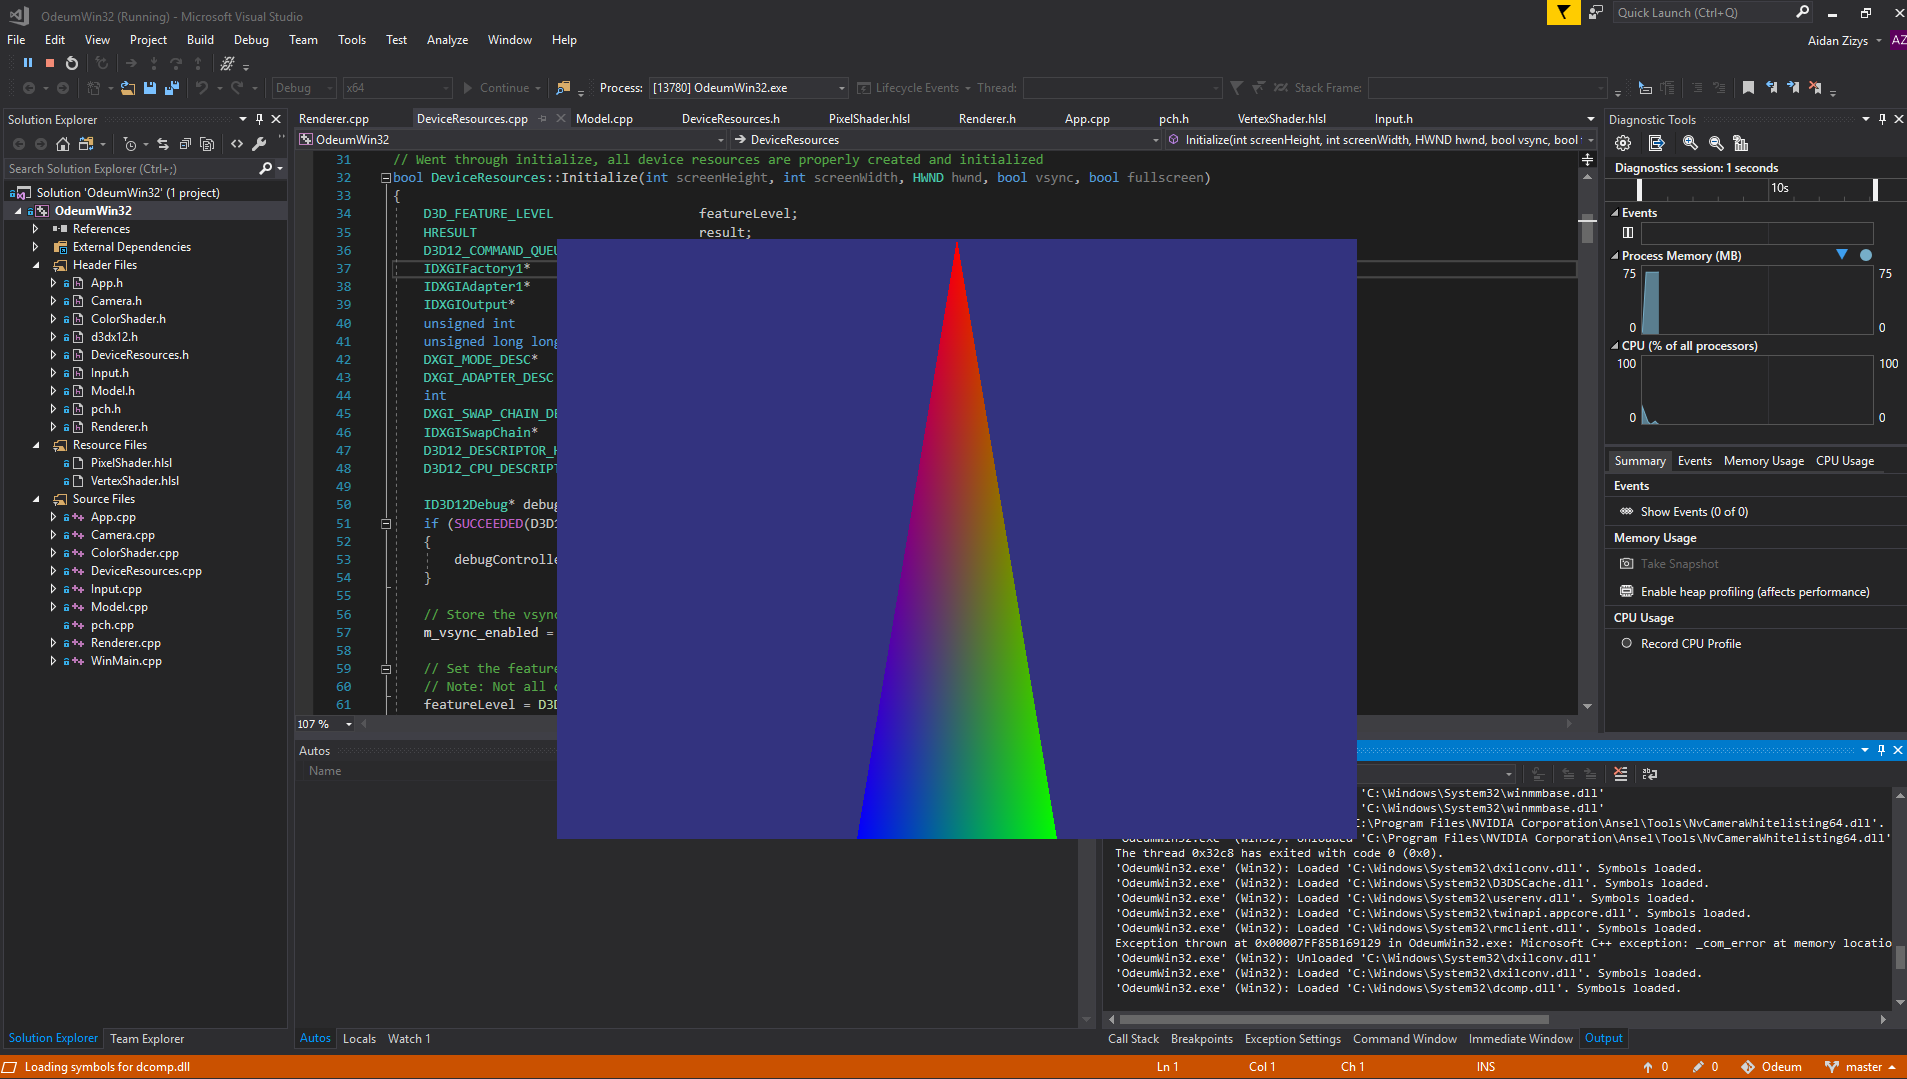 OdeumWin32 (Running) - Microsoft Visual Studio
Quick Launch (Ctrl+Q)
File Edit View Project Build Debug Team Tools Test Analyze Window Help
Aidan Zizys AZ
Debug x64 Continue Process: [13780] OdeumWin32.exe Lifecycle Events Thread: Stack Frame:
Solution Explorer
Search Solution Explorer (Ctrl+;)
Solution 'OdeumWin32' (1 project)
OdeumWin32
References
External Dependencies
Header Files
App.h
Camera.h
ColorShader.h
d3dx12.h
DeviceResources.h
Input.h
Model.h
pch.h
Renderer.h
Resource Files
PixelShader.hlsl
VertexShader.hlsl
Source Files
App.cpp
Camera.cpp
ColorShader.cpp
DeviceResources.cpp
Input.cpp
Model.cpp
pch.cpp
Renderer.cpp
WinMain.cpp
Solution Explorer Team Explorer
Renderer.cpp DeviceResources.cpp Model.cpp DeviceResources.h PixelShader.hlsl Renderer.h App.cpp pch.h VertexShader.hlsl Input.h
OdeumWin32 DeviceResources Initialize(int screenHeight, int screenWidth, HWND hwnd, bool vsync, bool
31 // Went through initialize, all device resources are properly created and initialized
32 bool DeviceResources::Initialize(int screenHeight, int screenWidth, HWND hwnd, bool vsync, bool fullscreen)
33 {
34 D3D_FEATURE_LEVEL featureLevel;
35 HRESULT result;
36 D3D12_COMMAND_QUEU
37 IDXGIFactory1*
38 IDXGIAdapter1*
39 IDXGIOutput*
40 unsigned int
41 unsigned long long
42 DXGI_MODE_DESC*
43 DXGI_ADAPTER_DESC
44 int
45 DXGI_SWAP_CHAIN_DE
46 IDXGISwapChain*
47 D3D12_DESCRIPTOR_H
48 D3D12_CPU_DESCRIPT
49
50 ID3D12Debug* debug
51 if (SUCCEEDED(D3D1
52 {
53 debugControlle
54 }
55
56 // Store the vsync
57 m_vsync_enabled =
58
59 // Set the feature
60 // Note: Not all c
61 featureLevel = D3D
107 %
Autos
Name
Autos Locals Watch 1
Diagnostic Tools
Diagnostics session: 1 seconds
10s
Events
Process Memory (MB)
75 75
0 0
CPU (% of all processors)
100 100
0 0
Summary Events Memory Usage CPU Usage
Events
Show Events (0 of 0)
Memory Usage
Take Snapshot
Enable heap profiling (affects performance)
CPU Usage
Record CPU Profile
'C:\Windows\System32\winmmbase.dll'
'C:\Windows\System32\winmmbase.dll'
C:\Program Files\NVIDIA Corporation\Ansel\Tools\NvCameraWhitelisting64.dll'.
'OdeumWin32.exe' (Win32): Unloaded 'C:\Program Files\NVIDIA Corporation\Ansel\Tools\NvCameraWhitelisting64.dll'
The thread 0x32c8 has exited with code 0 (0x0).
'OdeumWin32.exe' (Win32): Loaded 'C:\Windows\System32\dxilconv.dll'. Symbols loaded.
'OdeumWin32.exe' (Win32): Loaded 'C:\Windows\System32\D3DSCache.dll'. Symbols loaded.
'OdeumWin32.exe' (Win32): Loaded 'C:\Windows\System32\userenv.dll'. Symbols loaded.
'OdeumWin32.exe' (Win32): Loaded 'C:\Windows\System32\twinapi.appcore.dll'. Symbols loaded.
'OdeumWin32.exe' (Win32): Loaded 'C:\Windows\System32\rmclient.dll'. Symbols loaded.
Exception thrown at 0x00007FF85B169129 in OdeumWin32.exe: Microsoft C++ exception: _com_error at memory locatio
'OdeumWin32.exe' (Win32): Unloaded 'C:\Windows\System32\dxilconv.dll'
'OdeumWin32.exe' (Win32): Loaded 'C:\Windows\System32\dxilconv.dll'. Symbols loaded.
'OdeumWin32.exe' (Win32): Loaded 'C:\Windows\System32\dcomp.dll'. Symbols loaded.
Call Stack Breakpoints Exception Settings Command Window Immediate Window Output
Loading symbols for dcomp.dll Ln 1 Col 1 Ch 1 INS 0 0 Odeum master